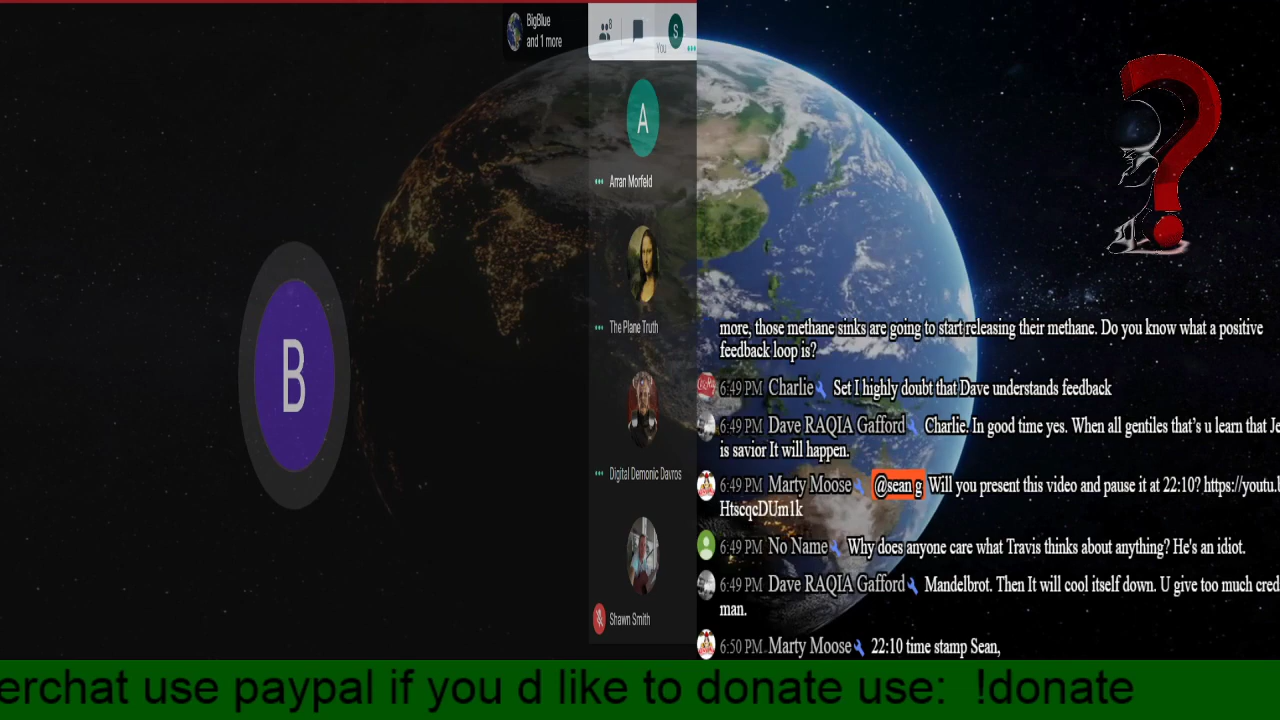 BigBlue
and 1 more
8
S
You
A
Arran Morfeld
The Plane Truth
B
Digital Demonic Davros
Shawn Smith
more, those methane sinks are going to start releasing their methane. Do you know what a positive
feedback loop is?
6:49 PM Charlie Set I highly doubt that Dave understands feedback
6:49 PM Dave RAQIA Gafford Charlie. In good time yes. When all gentiles that's u learn that Je
is savior It will happen.
6:49 PM Marty Moose @sean g Will you present this video and pause it at 22:10? https://youtu.b
HtscqcDUm1k
6:49 PM No Name Why does anyone care what Travis thinks about anything? He's an idiot.
6:49 PM Dave RAQIA Gafford Mandelbrot. Then It will cool itself down. U give too much cred
man.
6:50 PM Marty Moose 22:10 time stamp Sean,
erchat use paypal if you d like to donate use: !donate